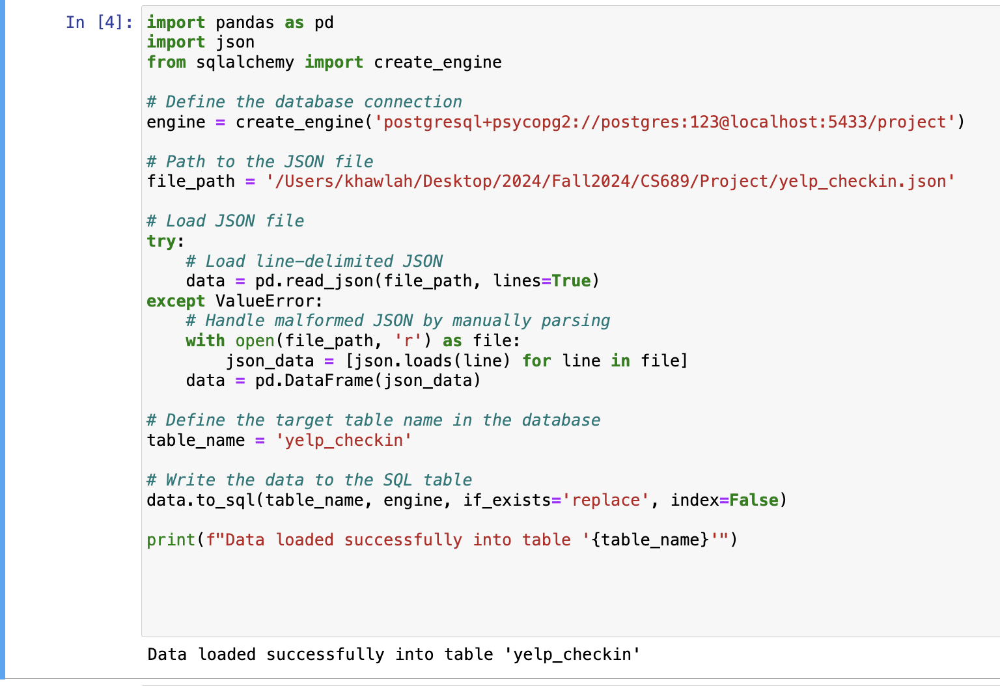 In [4]:
import pandas as pd
import json
from sqlalchemy import create_engine
# Define the database connection
engine = create_engine('postgresql+psycopg2://postgres:123@localhost:5433/project')
# Path to the JSON file
file_path = '/Users/khawlah/Desktop/2024/Fall2024/CS689/Project/yelp_checkin.json'
# Load JSON file
try:
    # Load line-delimited JSON
    data = pd.read_json(file_path, lines=True)
except ValueError:
    # Handle malformed JSON by manually parsing
    with open(file_path, 'r') as file:
        json_data = [json.loads(line) for line in file]
    data = pd.DataFrame(json_data)
# Define the target table name in the database
table_name = 'yelp_checkin'
# Write the data to the SQL table
data.to_sql(table_name, engine, if_exists='replace', index=False)
print(f"Data loaded successfully into table '{table_name}'")
Data loaded successfully into table 'yelp_checkin'